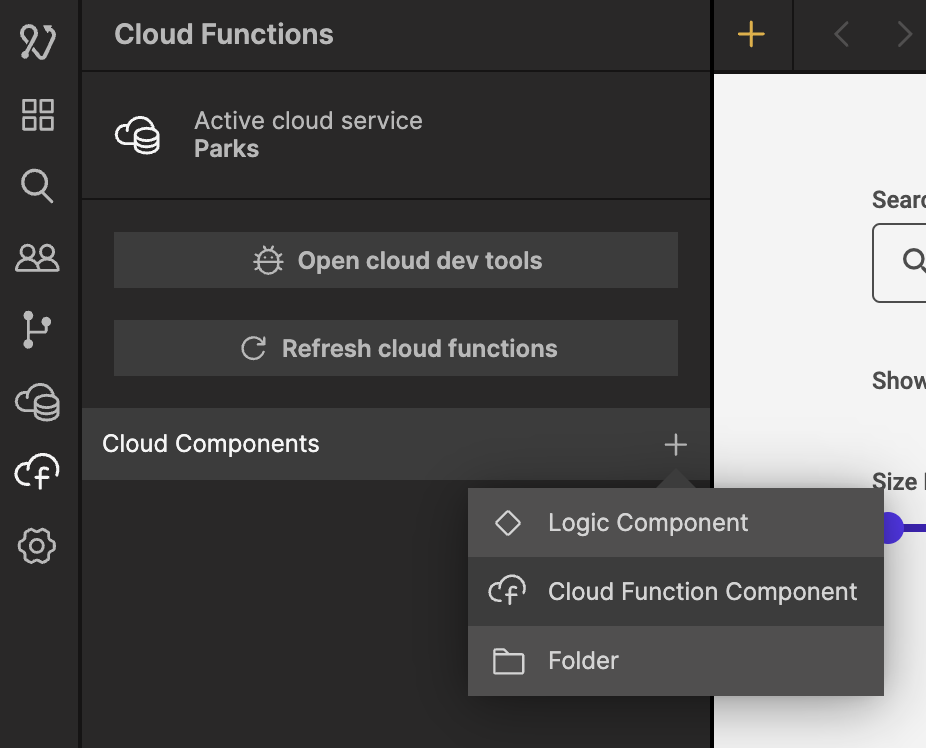 Cloud Functions
Active cloud service
Parks
Open cloud dev tools
Refresh cloud functions
Cloud Components
Logic Component
Cloud Function Component
Folder
Show
Size